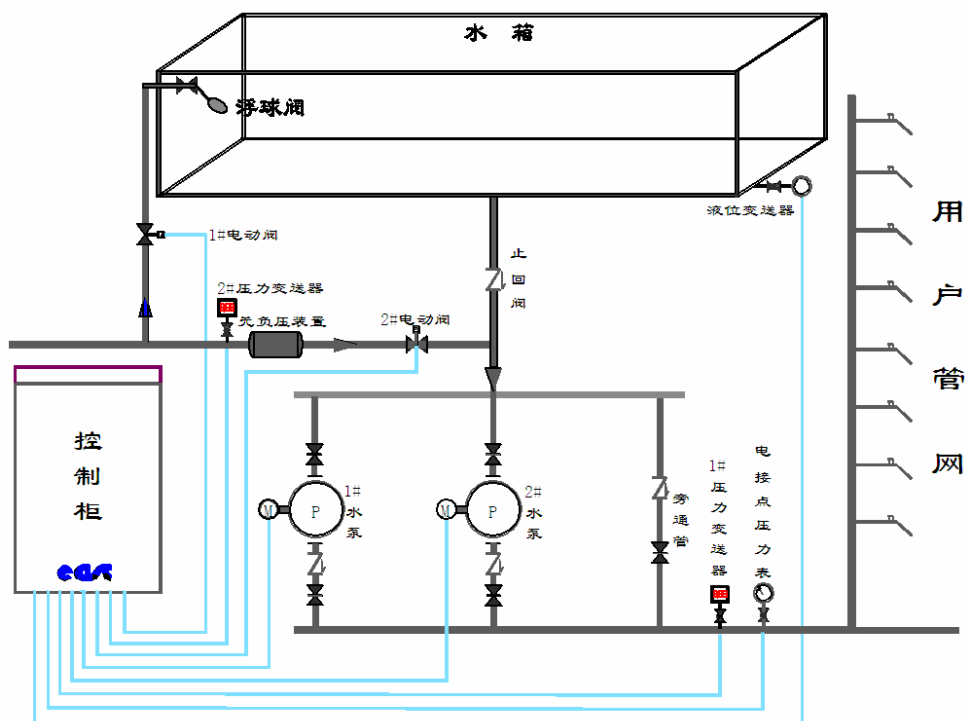 水 箱
浮球阀
液位变送器
1#电动阀
止回阀
2#压力变送器
无负压装置
2#电动阀
用户管网
控制柜
1#水泵
M
P
2#水泵
M
P
旁通管
1#压力变送器
电接点压力表